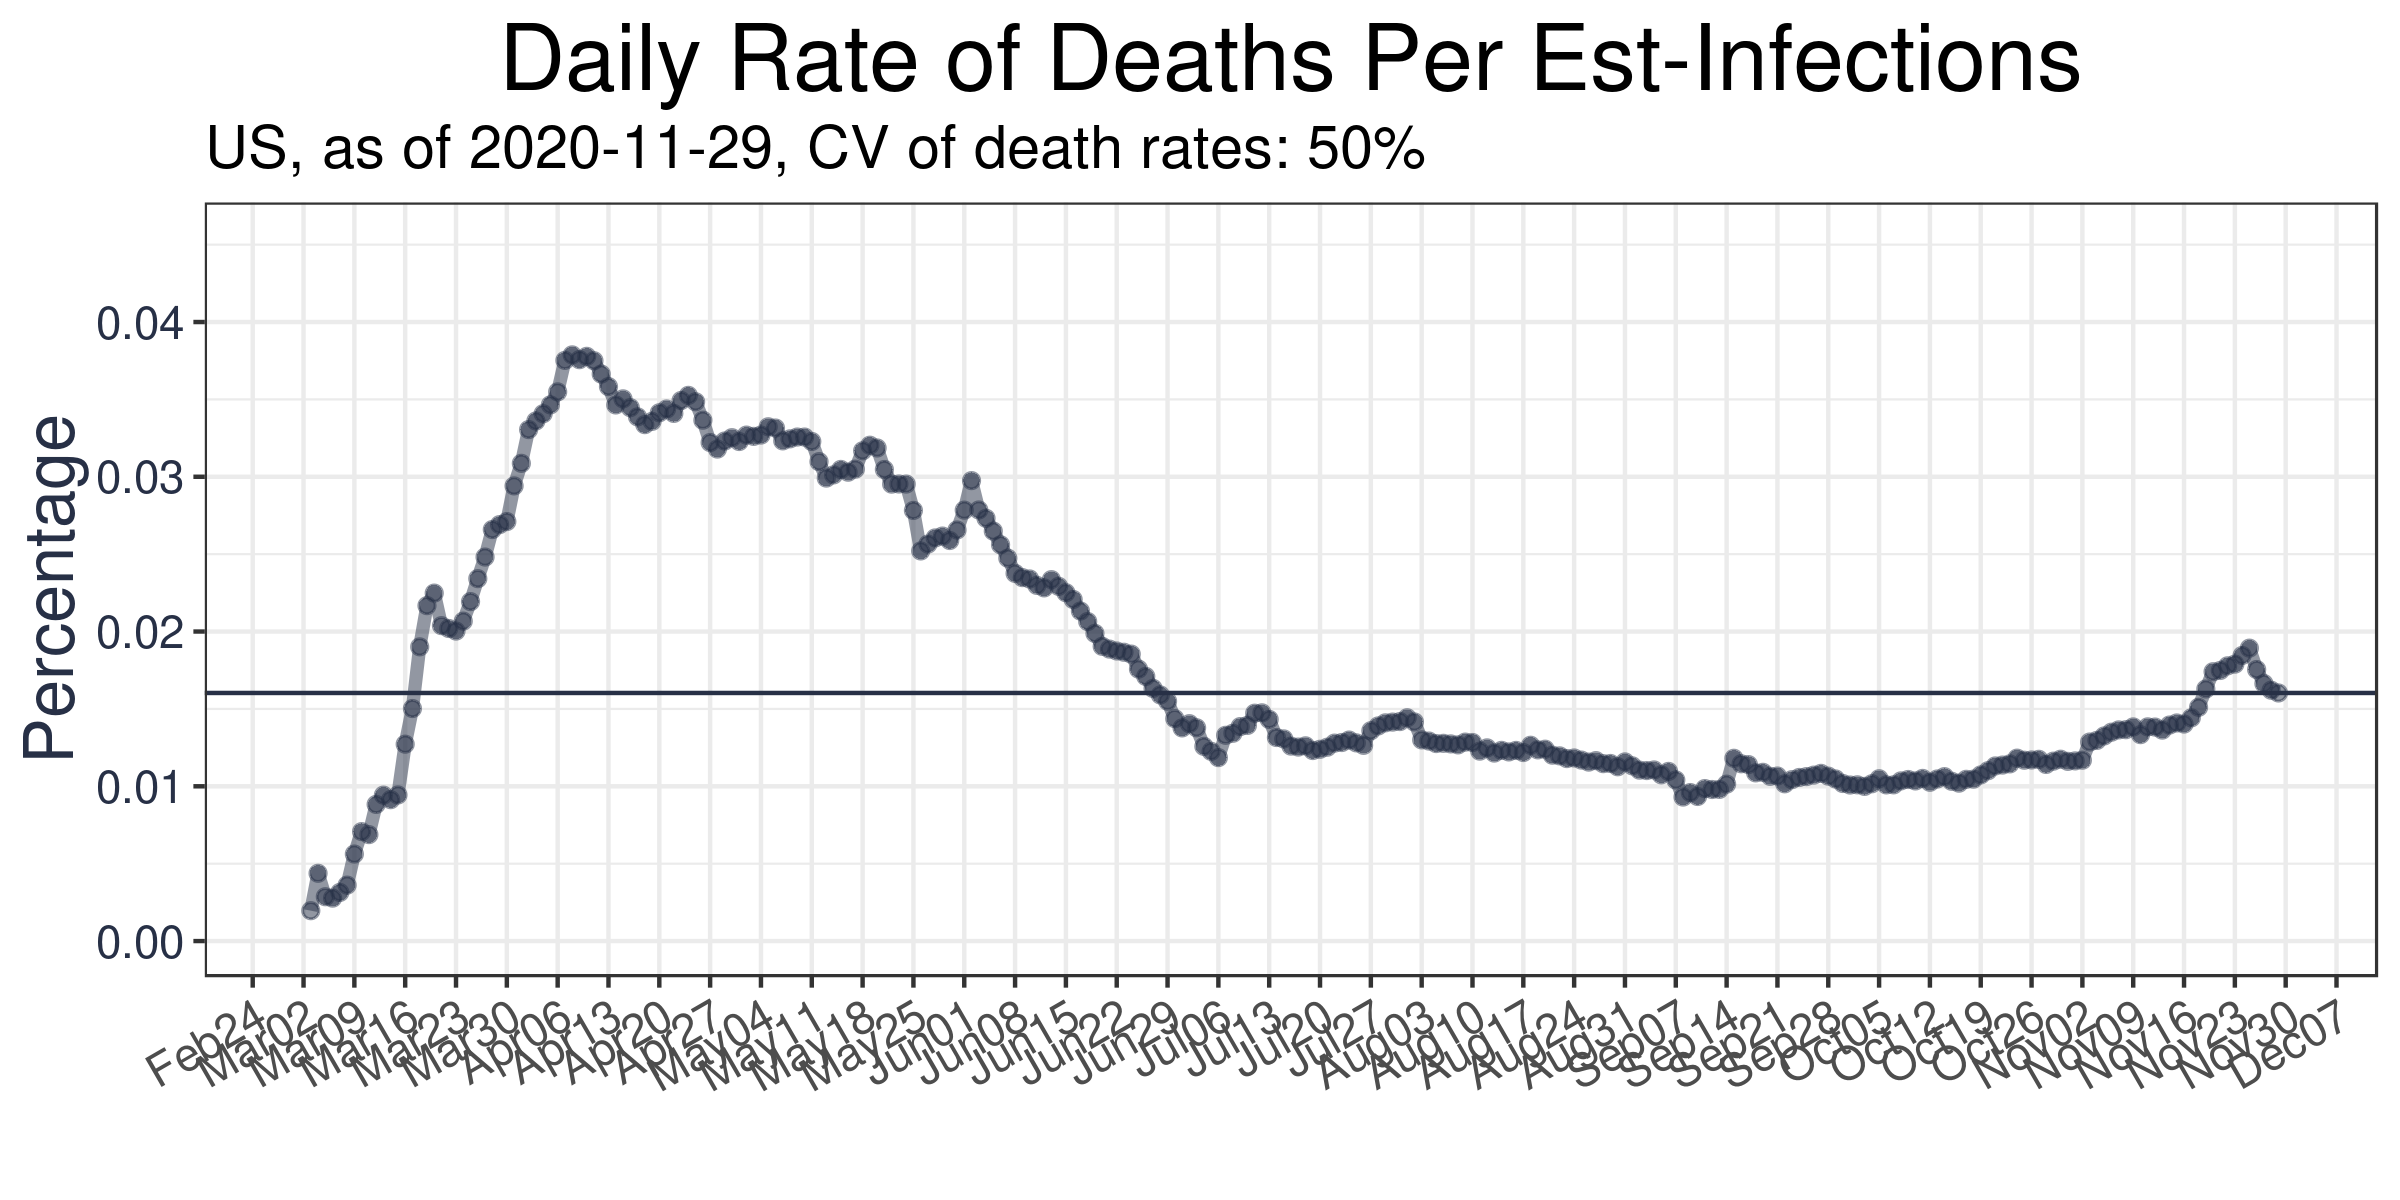 Daily Rate of Deaths Per Est-Infections
US, as of 2020-11-29, CV of death rates: 50%
Percentage
0.04
0.03
0.02
0.01
0.00
Feb24
Mar02
Mar09
Mar16
Mar23
Mar30
Apr06
Apr13
Apr20
Apr27
May04
May11
May18
May25
Jun01
Jun08
Jun15
Jun22
Jun29
Jul06
Jul13
Jul20
Jul27
Aug03
Aug10
Aug17
Aug24
Aug31
Sep07
Sep14
Sep21
Sep28
Oct05
Oct12
Oct19
Oct26
Nov02
Nov09
Nov16
Nov23
Nov30
Dec07